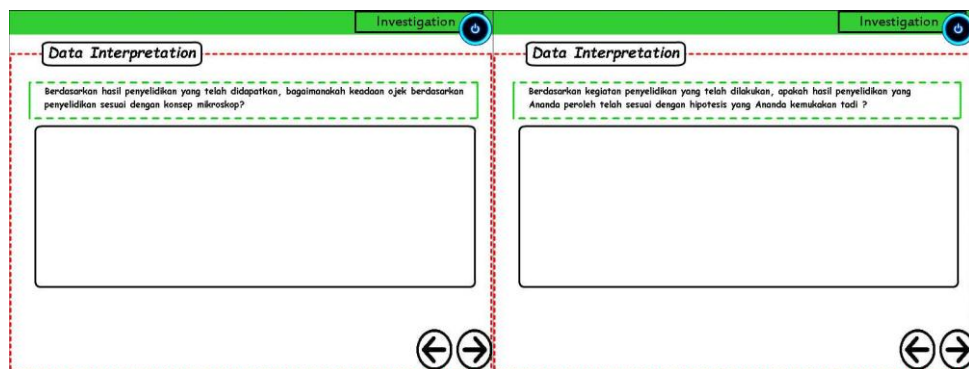 Investigation
Data Interpretation
Berdasarkan hasil penyelidikan yang telah didapatkan, bagaimanakah keadaan ojek berdasarkan
penyelidikan sesuai dengan konsep mikroskop?
Investigation
Data Interpretation
Berdasarkan kegiatan penyelidikan yang telah dilakukan, apakah hasil penyelidikan yang
Ananda peroleh telah sesuai dengan hipotesis yang Ananda kemukakan tadi ?